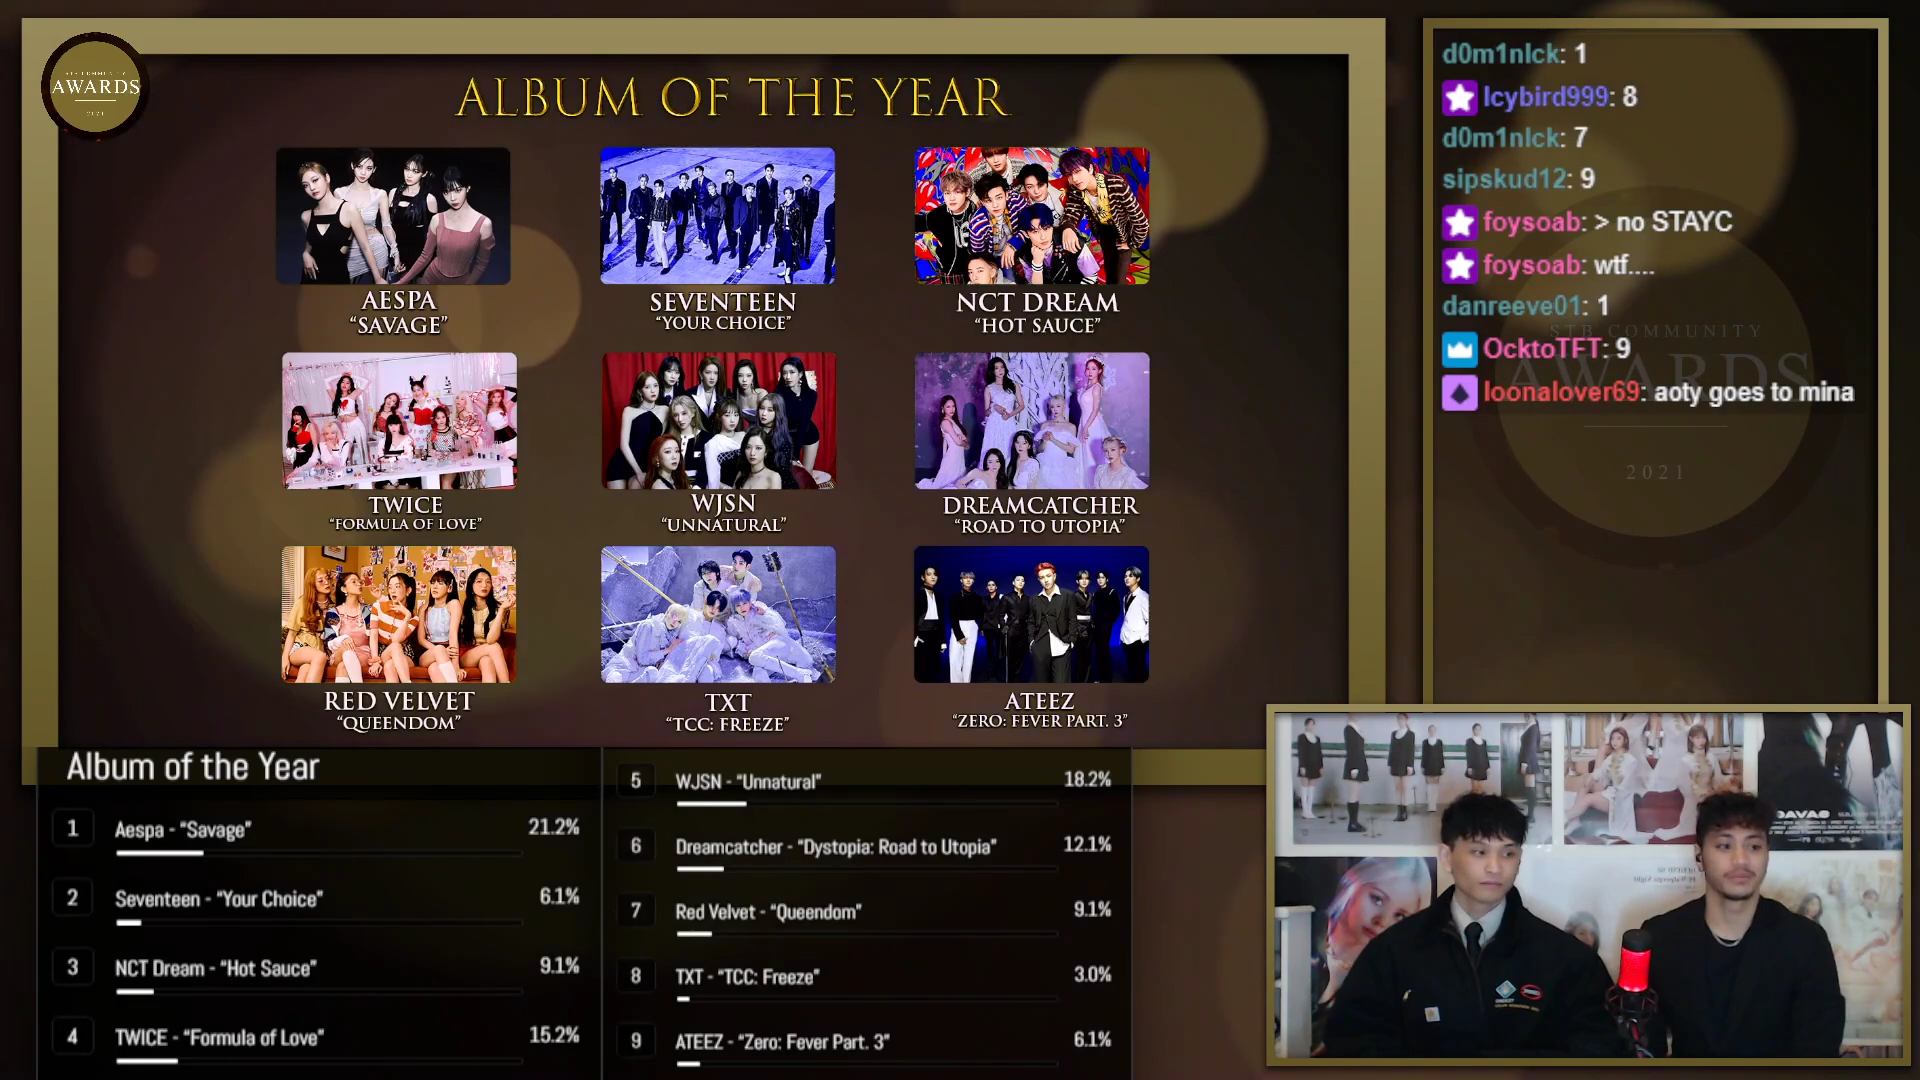 STB COMMUNITY
AWARDS
2021
ALBUM OF THE YEAR
AESPA
“SAVAGE”
SEVENTEEN
“YOUR CHOICE”
NCT DREAM
“HOT SAUCE”
TWICE
“FORMULA OF LOVE”
WJSN
“UNNATURAL”
DREAMCATCHER
“ROAD TO UTOPIA”
RED VELVET
“QUEENDOM”
TXT
“TCC: FREEZE”
ATEEZ
“ZERO: FEVER PART. 3”
Album of the Year
1 Aespa - “Savage” 21.2%
2 Seventeen - “Your Choice” 6.1%
3 NCT Dream - “Hot Sauce” 9.1%
4 TWICE - “Formula of Love” 15.2%
5 WJSN - “Unnatural” 18.2%
6 Dreamcatcher - “Dystopia: Road to Utopia” 12.1%
7 Red Velvet - “Queendom” 9.1%
8 TXT - “TCC: Freeze” 3.0%
9 ATEEZ - “Zero: Fever Part. 3” 6.1%
d0m1nlck: 1
Icybird999: 8
d0m1nlck: 7
sipskud12: 9
foysoab: > no STAYC
foysoab: wtf....
danreeve01: 1
OcktoTFT: 9
loonalover69: aoty goes to mina
STB COMMUNITY
AWARDS
2021